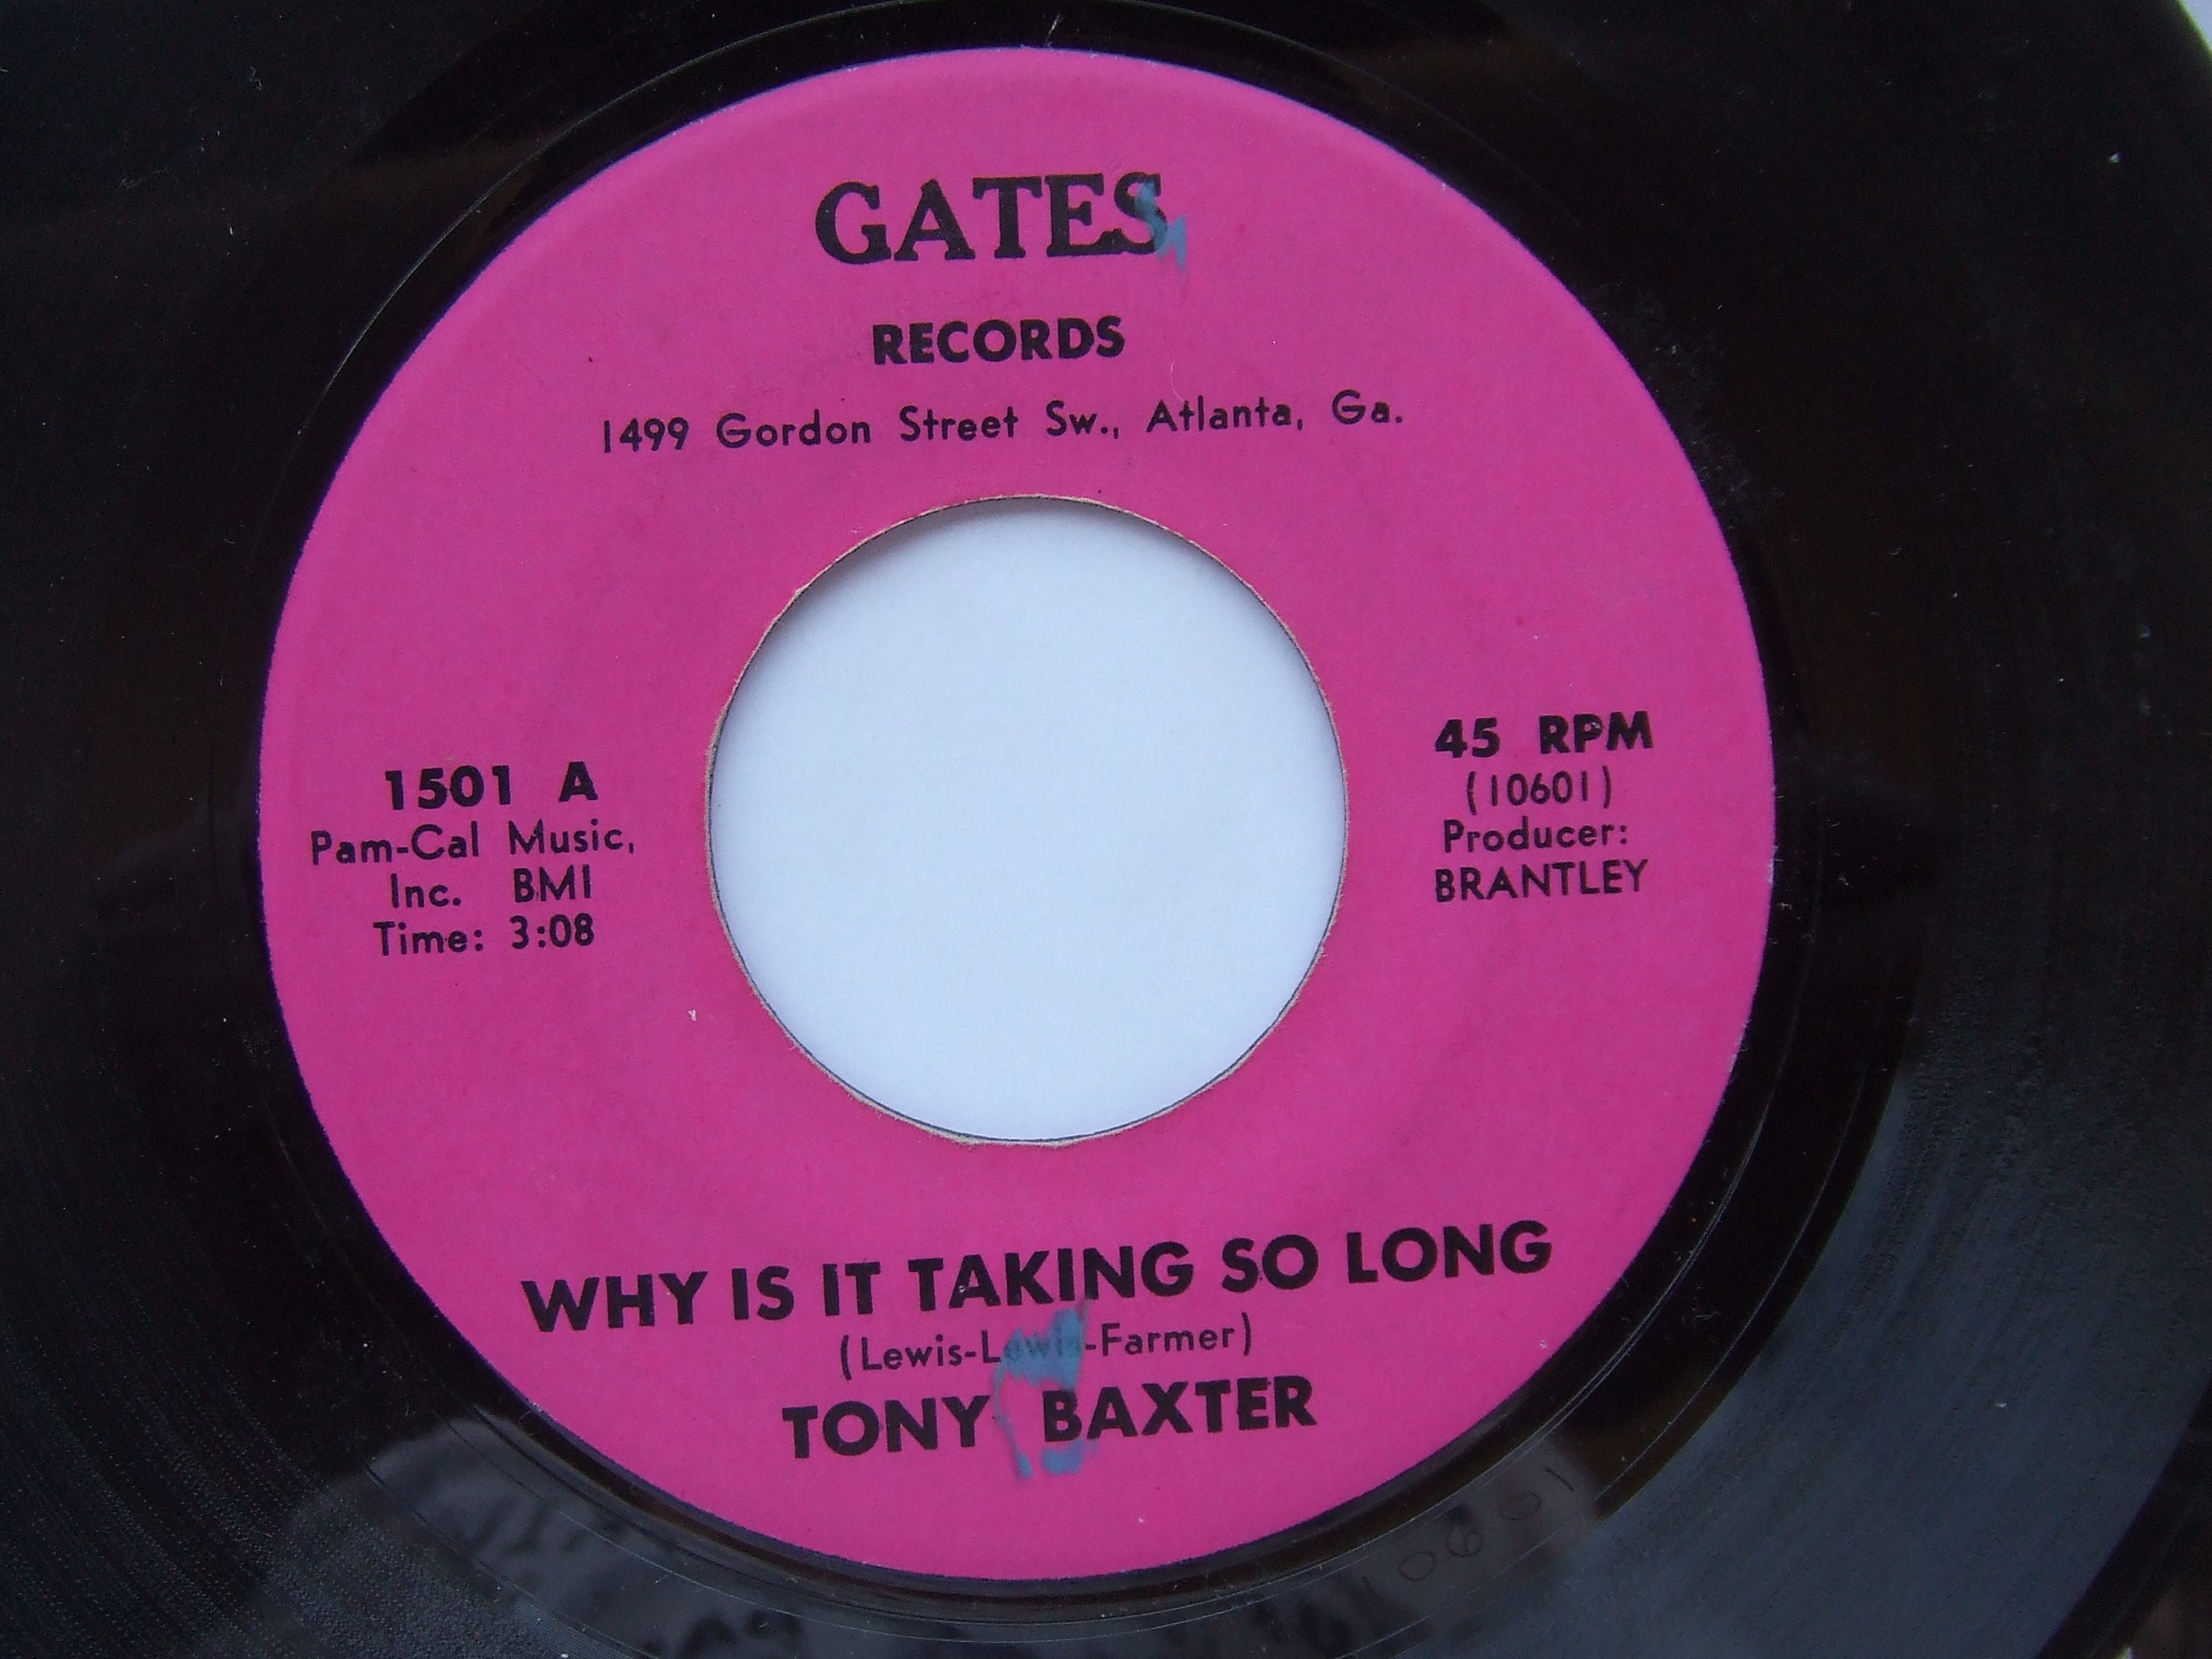 GATES
RECORDS
1499 Gordon Street Sw., Atlanta, Ga.
1501 A
Pam-Cal Music,
Inc. BMI
Time: 3:08
45 RPM
(10601)
Producer:
BRANTLEY
WHY IS IT TAKING SO LONG
(Lewis-Lewis-Farmer)
TONY BAXTER
10601